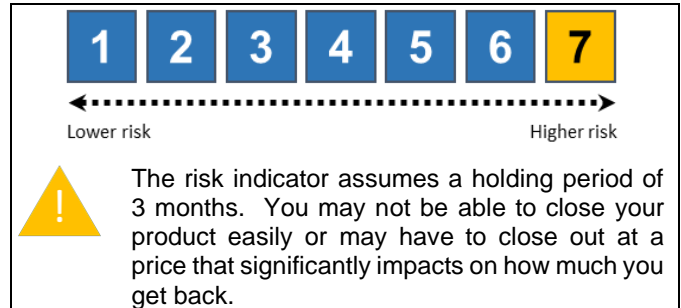 1 2 3 4 5 6 7
Lower risk Higher risk
!
The risk indicator assumes a holding period of
3 months. You may not be able to close your
product easily or may have to close out at a
price that significantly impacts on how much you
get back.